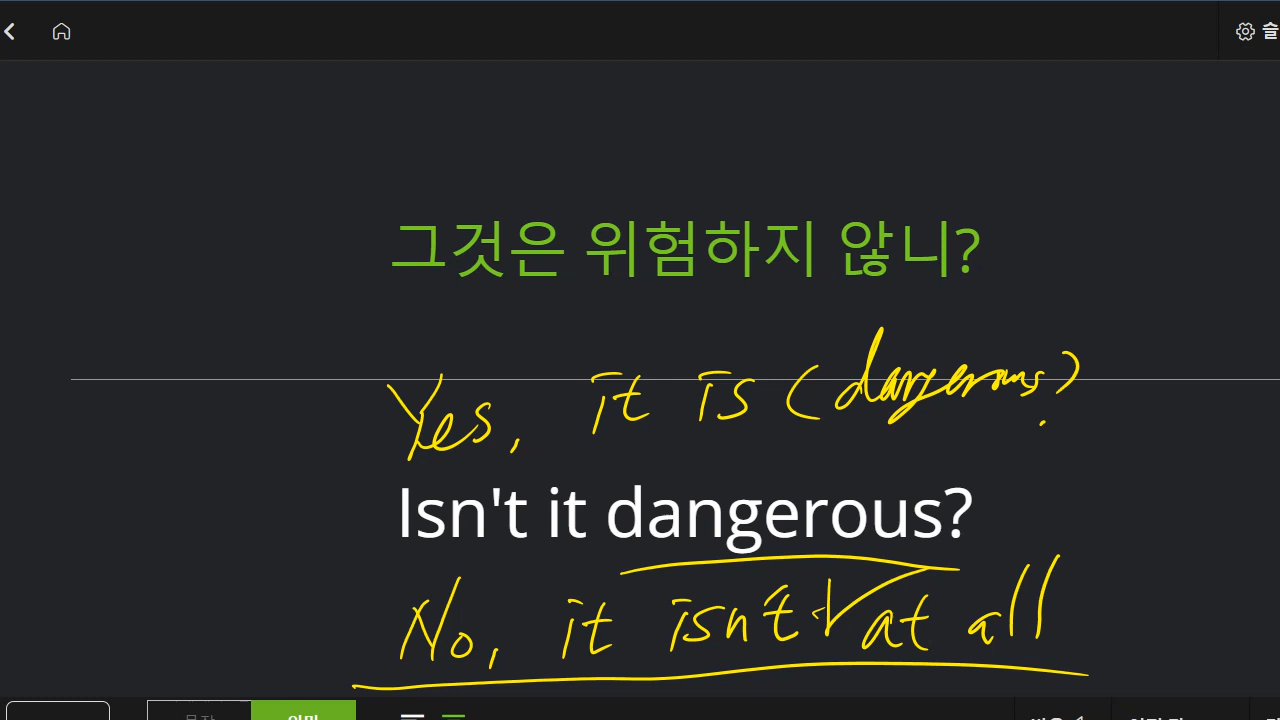 슬
그것은 위험하지 않니?
Yes, it is (dangerous.)
Isn't it dangerous?
No, it isn't at all